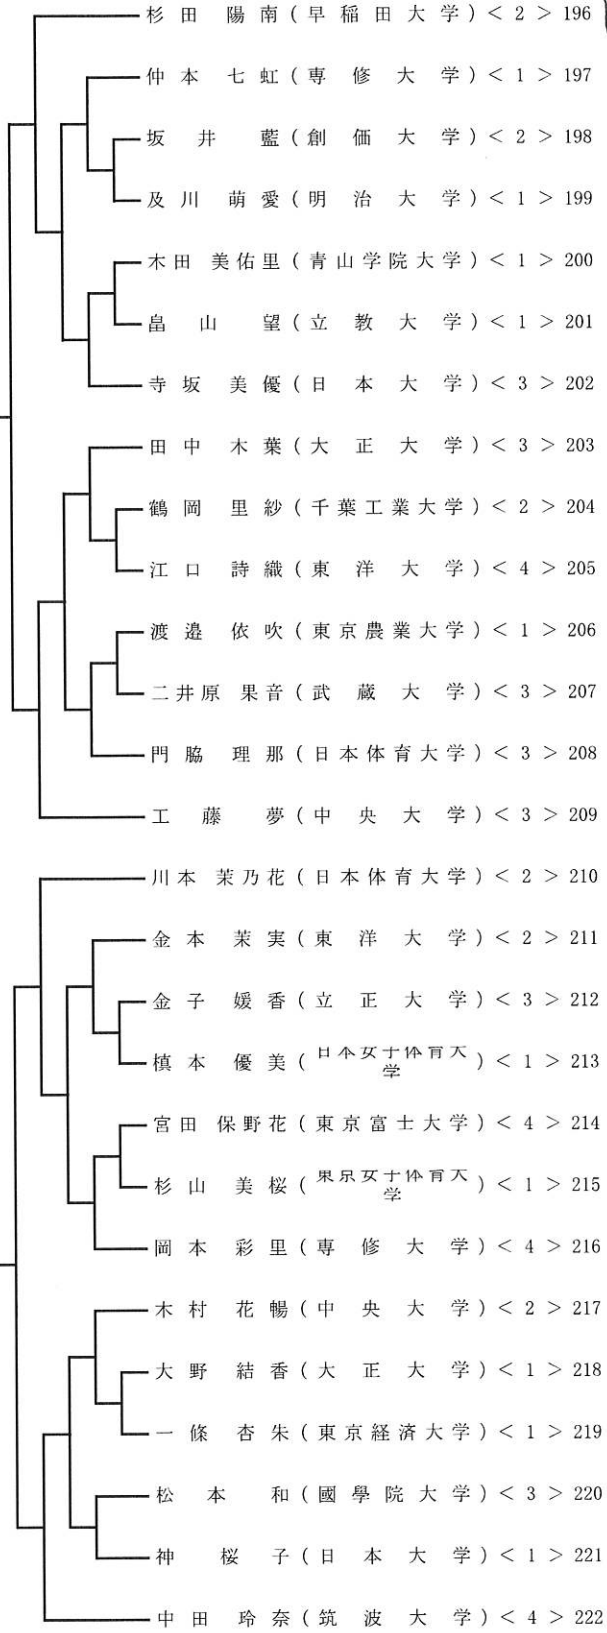 杉田 陽南（早稲田大学）＜2＞196
仲本 七虹（専修大学）＜1＞197
坂井 藍（創価大学）＜2＞198
及川 萌愛（明治大学）＜1＞199
木田 美佑里（青山学院大学）＜1＞200
畠山 望（立教大学）＜1＞201
寺坂 美優（日本大学）＜3＞202
田中 木葉（大正大学）＜3＞203
鶴岡 里紗（千葉工業大学）＜2＞204
江口 詩織（東洋大学）＜4＞205
渡邉 依吹（東京農業大学）＜1＞206
二井原 果音（武蔵大学）＜3＞207
門脇 理那（日本体育大学）＜3＞208
工藤 夢（中央大学）＜3＞209
川本 茉乃花（日本体育大学）＜2＞210
金本 茉実（東洋大学）＜2＞211
金子 媛香（立正大学）＜3＞212
槙本 優美（日本女子体育大学）＜1＞213
宮田 保野花（東京富士大学）＜4＞214
杉山 美桜（東京女子体育大学）＜1＞215
岡本 彩里（専修大学）＜4＞216
木村 花暢（中央大学）＜2＞217
大野 結香（大正大学）＜1＞218
一條 杏朱（東京経済大学）＜1＞219
松本 和（國學院大学）＜3＞220
神 桜子（日本大学）＜1＞221
中田 玲奈（筑波大学）＜4＞222